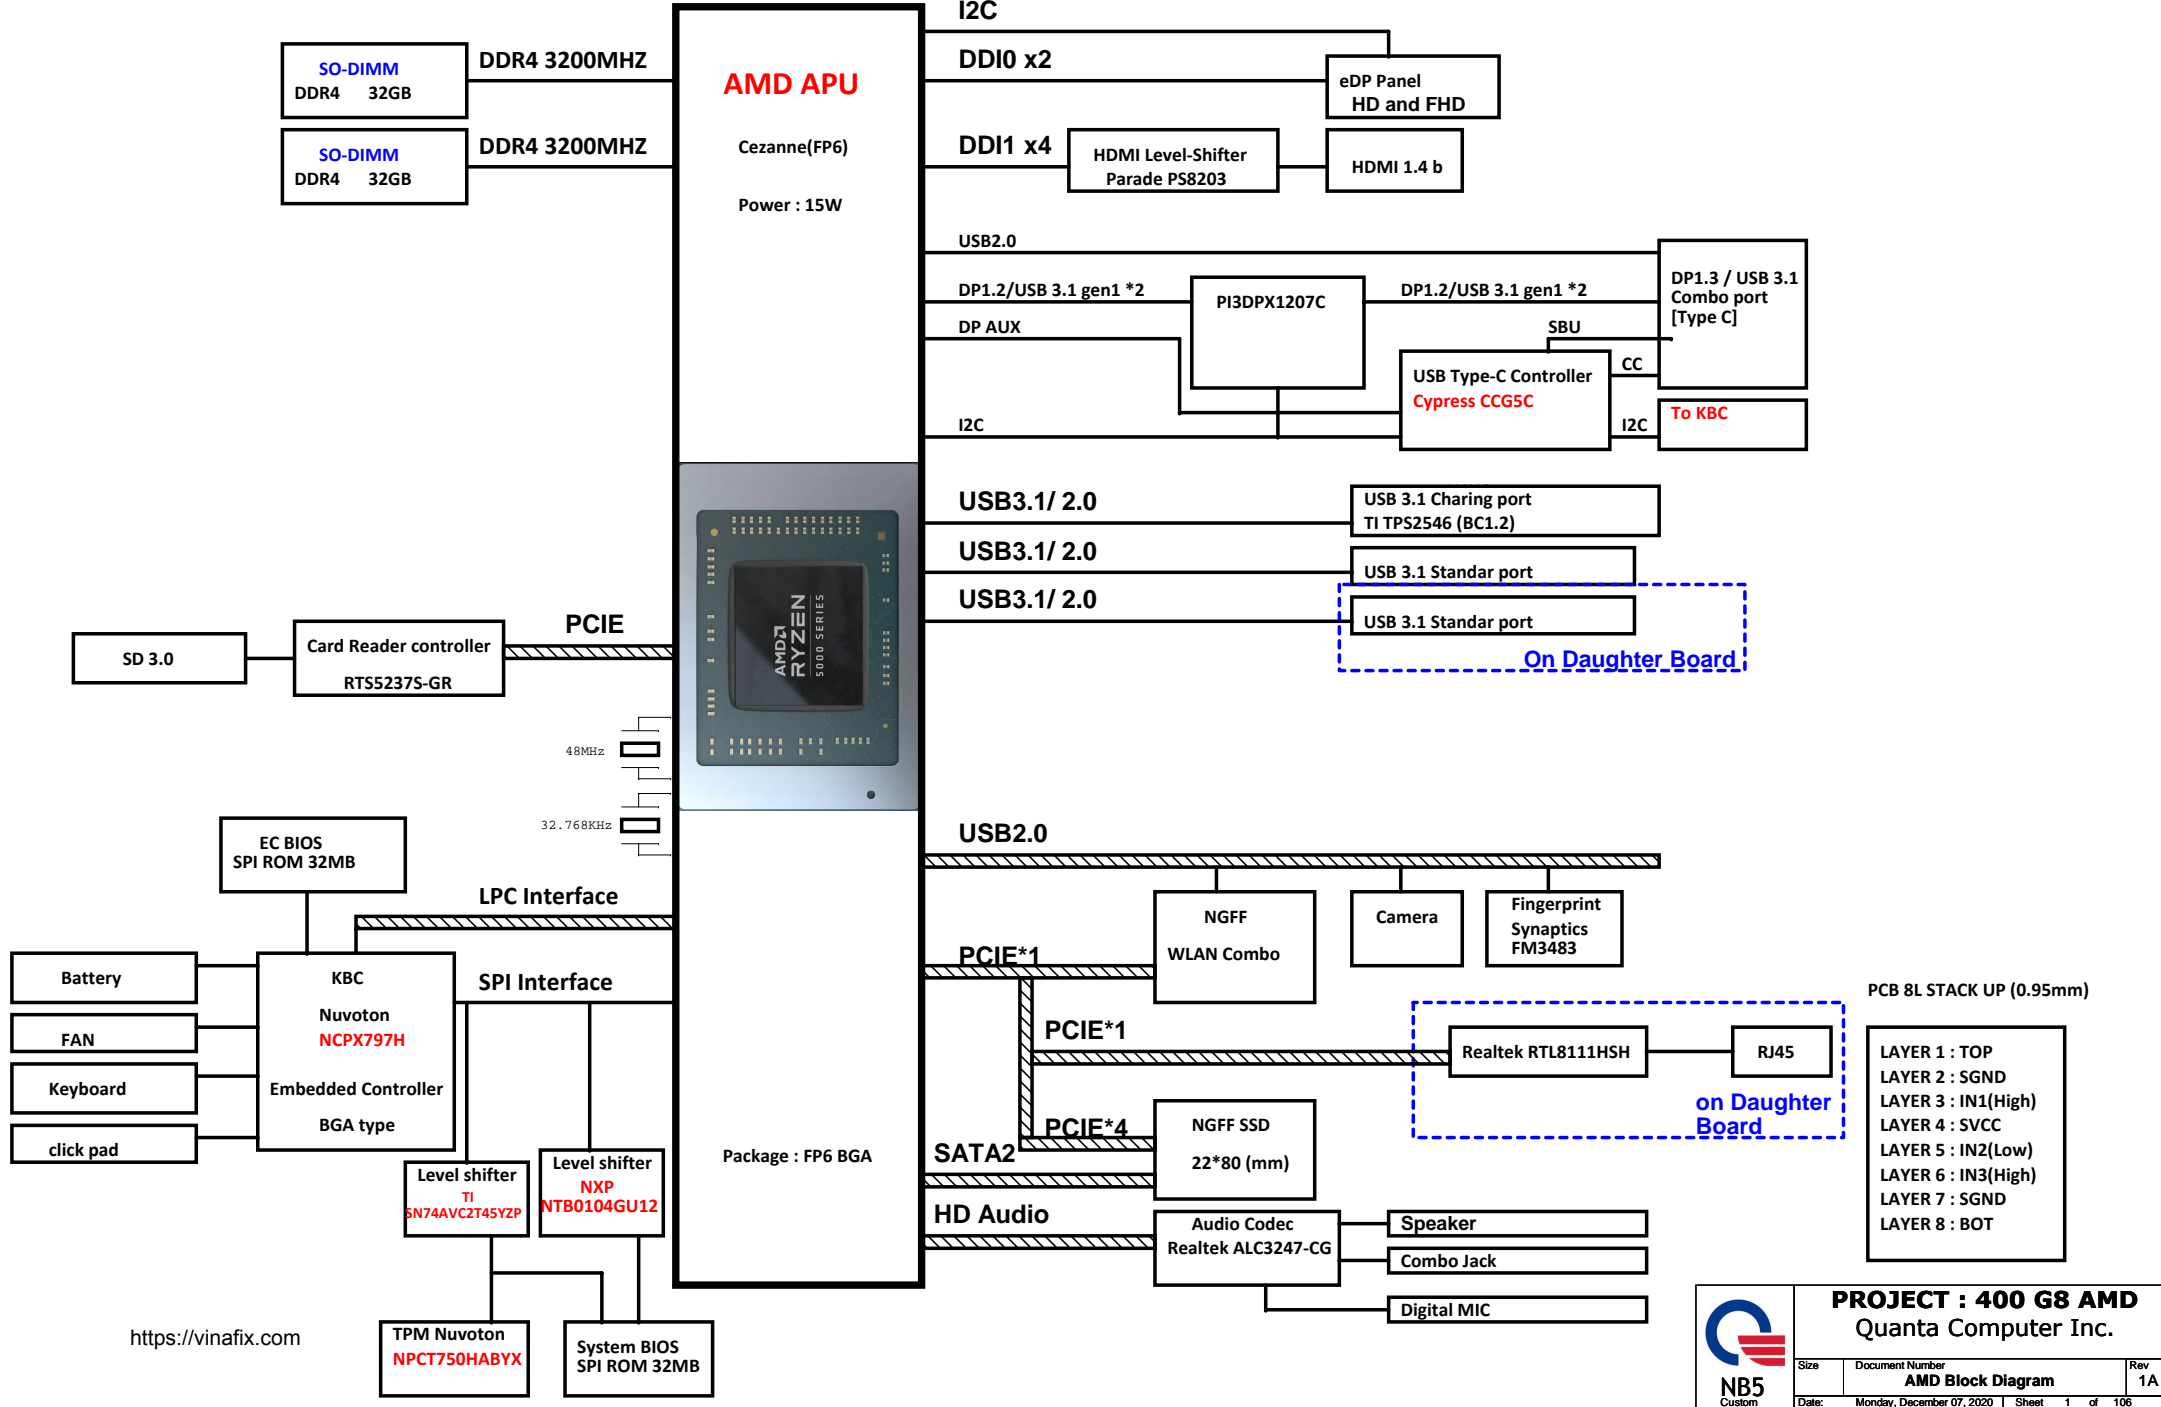 I2C
SO-DIMM
DDR4 32GB
DDR4 3200MHZ
SO-DIMM
DDR4 32GB
DDR4 3200MHZ
AMD APU
Cezanne(FP6)
Power : 15W
DDI0 x2
eDP Panel
HD and FHD
DDI1 x4
HDMI Level-Shifter
Parade PS8203
HDMI 1.4 b
USB2.0
DP1.2/USB 3.1 gen1 *2
PI3DPX1207C
DP1.2/USB 3.1 gen1 *2
DP1.3 / USB 3.1
Combo port
[Type C]
DP AUX
SBU
USB Type-C Controller
Cypress CCG5C
CC
I2C
I2C
To KBC
USB3.1/ 2.0
USB 3.1 Charing port
TI TPS2546 (BC1.2)
USB3.1/ 2.0
USB 3.1 Standar port
USB3.1/ 2.0
USB 3.1 Standar port
On Daughter Board
AMD
RYZEN
5000 SERIES
PCIE
SD 3.0
Card Reader controller
RTS5237S-GR
48MHz
32.768KHz
EC BIOS
SPI ROM 32MB
LPC Interface
SPI Interface
Battery
FAN
Keyboard
click pad
KBC
Nuvoton
NCPX797H
Embedded Controller
BGA type
Level shifter
TI
SN74AVC2T45YZP
Level shifter
NXP
NTB0104GU12
TPM Nuvoton
NPCT750HABYX
System BIOS
SPI ROM 32MB
https://vinafix.com
Package : FP6 BGA
USB2.0
NGFF
WLAN Combo
Camera
Fingerprint
Synaptics
FM3483
PCIE*1
PCIE*1
Realtek RTL8111HSH
RJ45
on Daughter
Board
PCIE*4
NGFF SSD
22*80 (mm)
SATA2
HD Audio
Audio Codec
Realtek ALC3247-CG
Speaker
Combo Jack
Digital MIC
PCB 8L STACK UP (0.95mm)
LAYER 1 : TOP
LAYER 2 : SGND
LAYER 3 : IN1(High)
LAYER 4 : SVCC
LAYER 5 : IN2(Low)
LAYER 6 : IN3(High)
LAYER 7 : SGND
LAYER 8 : BOT
PROJECT : 400 G8 AMD
Quanta Computer Inc.
NB5
Size
Custom
Document Number
AMD Block Diagram
Rev
1A
Date:
Monday, December 07, 2020
Sheet 1 of 106